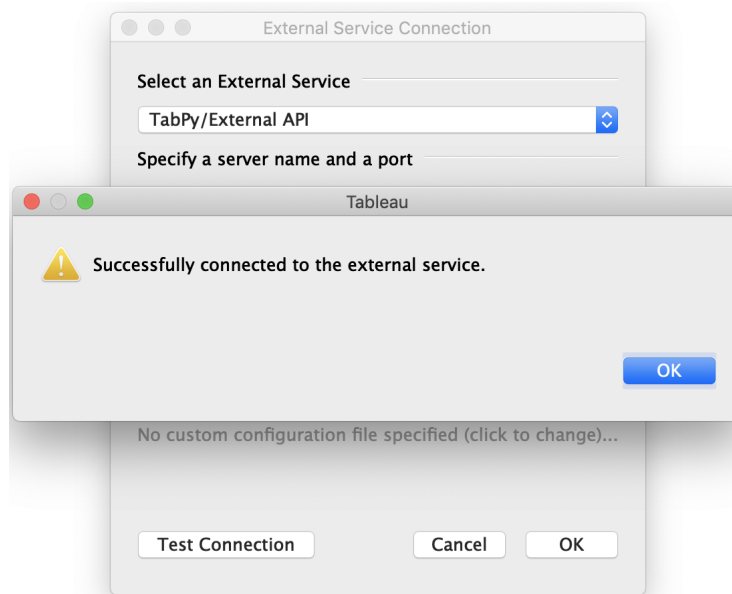 External Service Connection
Select an External Service
TabPy/External API
Specify a server name and a port
Tableau
Successfully connected to the external service.
OK
No custom configuration file specified (click to change)...
Test Connection
Cancel
OK